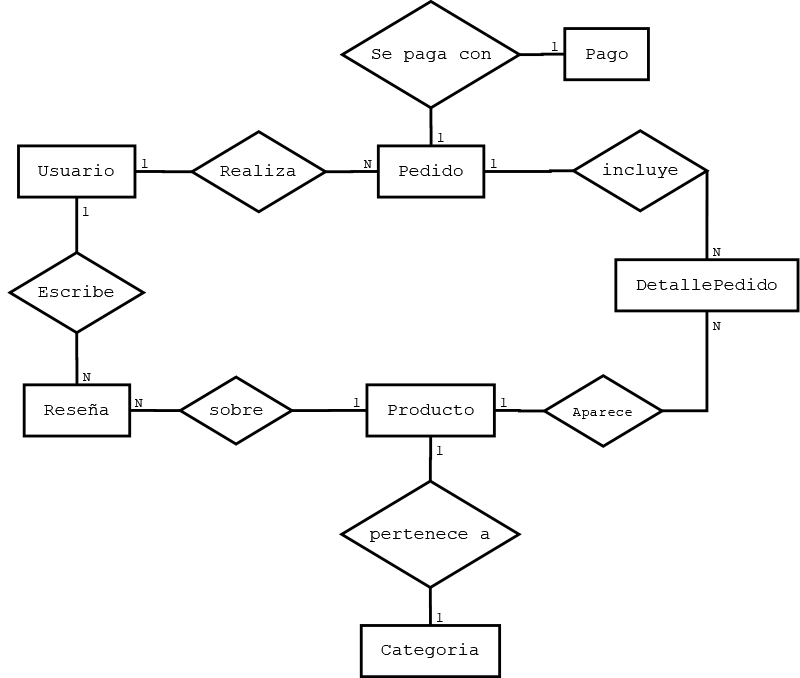 Se paga con
1
Pago
1
Usuario
1
Realiza
N
Pedido
1
incluye
1
N
Escribe
DetallePedido
N
N
Reseña
N
sobre
1
Producto
1
Aparece
1
pertenece a
1
Categoria